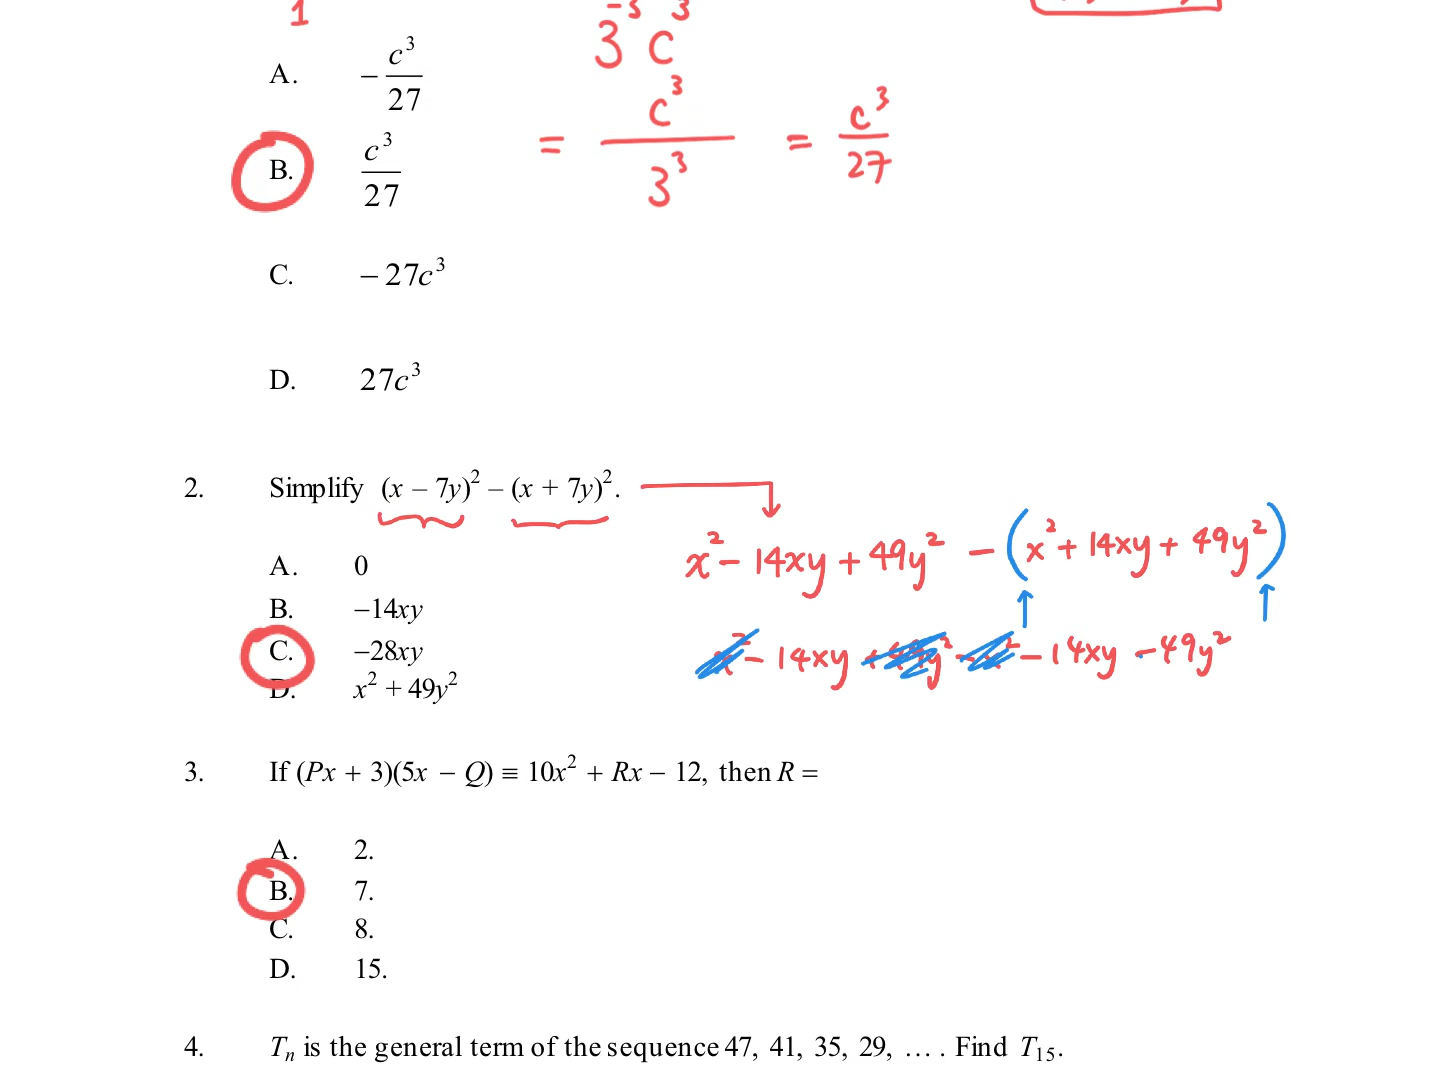 1
3⁻³ c³
A. −c³/27
= c³/3³ = c³/27
B. c³/27
C. −27c³
D. 27c³
2. Simplify (x − 7y)² − (x + 7y)².
x² − 14xy + 49y² − (x² + 14xy + 49y²)
A. 0
B. −14xy
x² − 14xy + 49y² − x² − 14xy − 49y²
C. −28xy
D. x² + 49y²
3. If (Px + 3)(5x − Q) ≡ 10x² + Rx − 12, then R =
A. 2.
B. 7.
C. 8.
D. 15.
4. Tₙ is the general term of the sequence 47, 41, 35, 29, … . Find T₁₅.